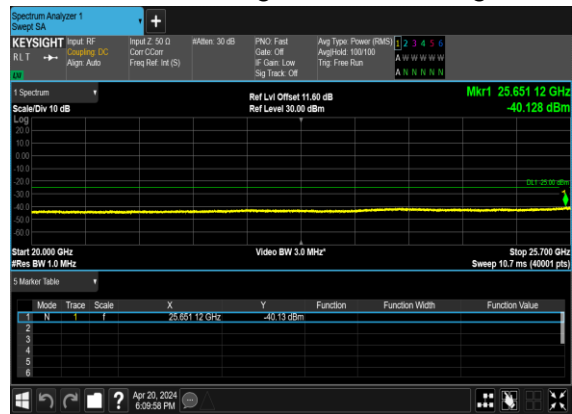 Spectrum Analyzer 1
Swept SA
+
KEYSIGHT Input: RF Input Z: 50 Ω #Atten: 30 dB PNO: Fast Avg Type: Power (RMS) 1 2 3 4 5 6
RLT Coupling: DC Corr CCorr Gate: Off Avg|Hold: 100/100 A W W W W W
Align: Auto Freq Ref: Int (S) IF Gain: Low Trig: Free Run
Sig Track: Off A N N N N N
1 Spectrum Ref Lvl Offset 11.60 dB Mkr1 25.651 12 GHz
Scale/Div 10 dB Ref Level 30.00 dBm -40.128 dBm
Log
20.0
10.0
0.00
-10.0
-20.0
DL1 -25.00 dBm
-30.0
-40.0
-50.0
-60.0
Start 20.000 GHz Video BW 3.0 MHz* Stop 25.700 GHz
#Res BW 1.0 MHz Sweep 10.7 ms (40001 pts)
5 Marker Table
Mode Trace Scale X Y Function Function Width Function Value
1 N 1 f 25.651 12 GHz -40.13 dBm
2
3
4
5
6
? Apr 20, 2024
6:09:58 PM